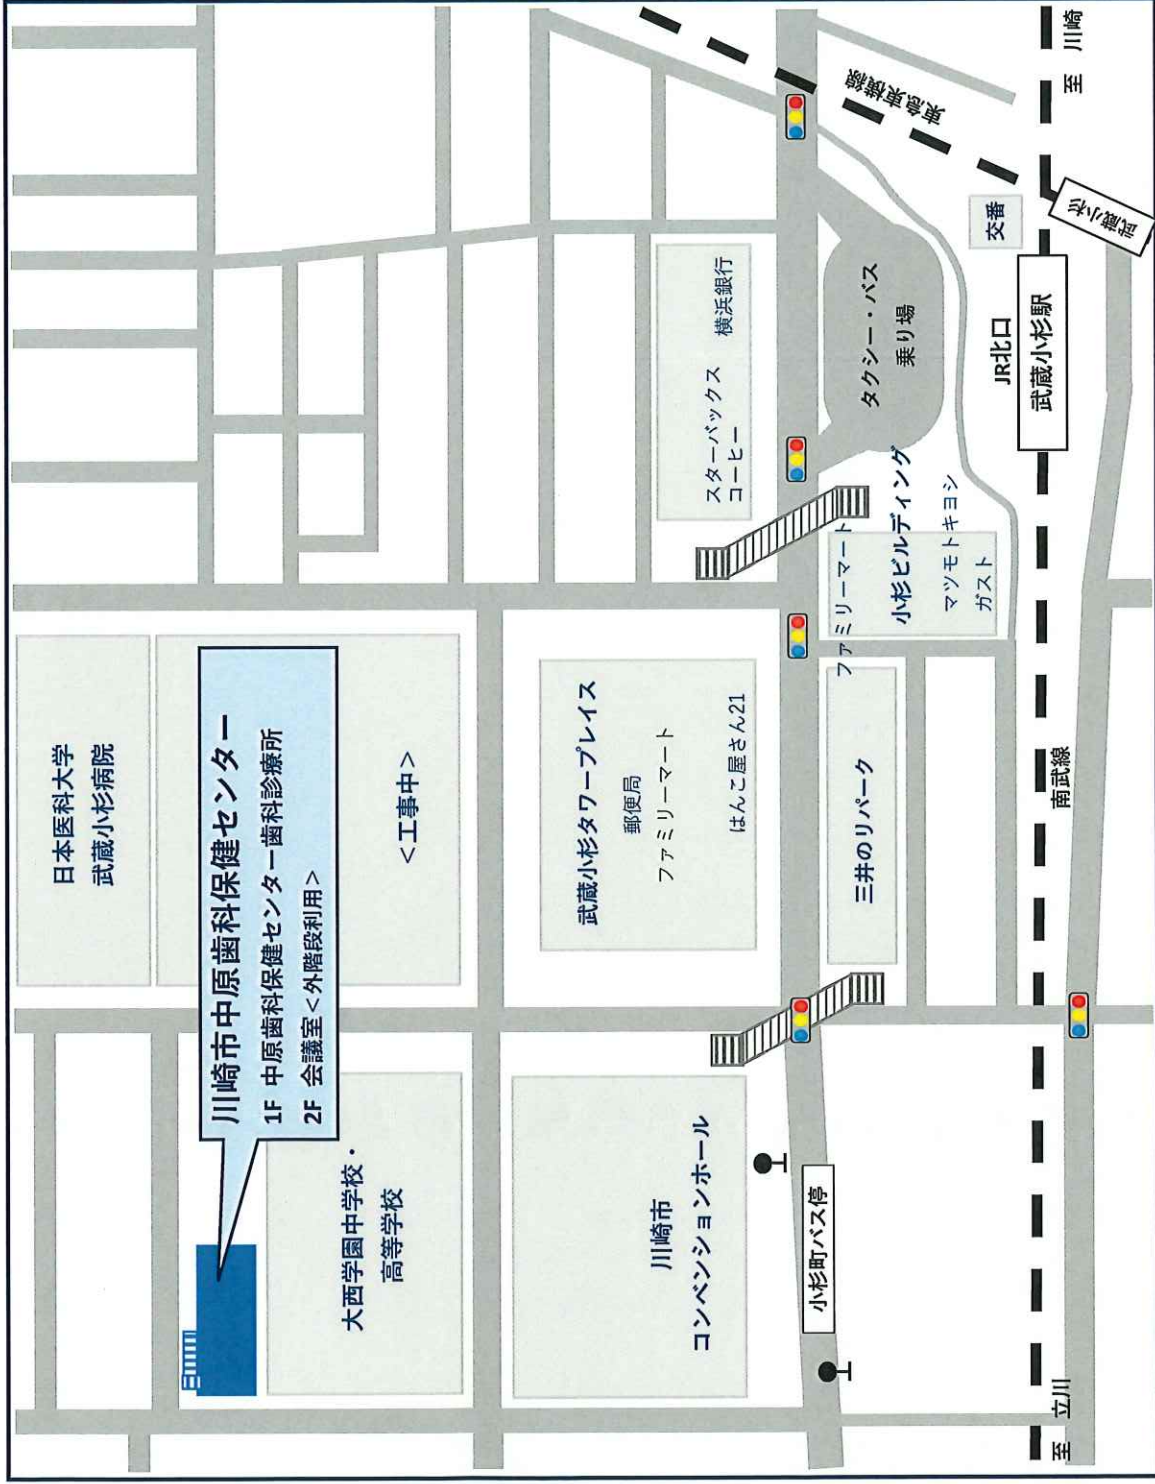 日本医科大学
武蔵小杉病院
川崎市中原歯科保健センター
1F 中原歯科保健センター歯科診療所
2F 会議室＜外階段利用＞
＜工事中＞
大西学園中学校・
高等学校
武蔵小杉タワープレイス
郵便局
ファミリーマート
はんこ屋さん21
川崎市
コンベンションホール
スターバックス
コーヒー
横浜銀行
小杉町バス停
三井のリパーク
ファミリーマート
小杉ビルディング
マツモトキヨシ
ガスト
タクシー・バス
乗り場
東急東横線
交番
JR北口
武蔵小杉駅
武蔵小杉
南武線
至 立川
至 川崎